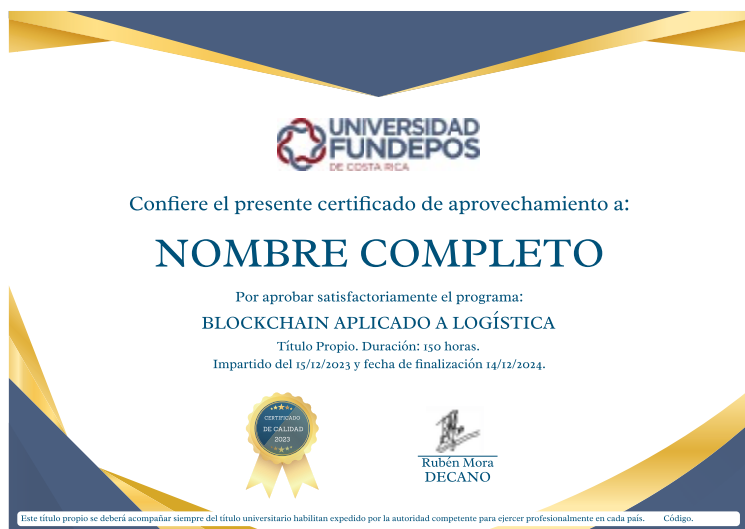 UNIVERSIDAD
FUNDEPOS
DE COSTA RICA
Confiere el presente certificado de aprovechamiento a:
NOMBRE COMPLETO
Por aprobar satisfactoriamente el programa:
BLOCKCHAIN APLICADO A LOGÍSTICA
Título Propio. Duración: 150 horas.
Impartido del 15/12/2023 y fecha de finalización 14/12/2024.
CERTIFICADO
DE CALIDAD
2023
Rubén Mora
DECANO
Este título propio se deberá acompañar siempre del título universitario habilitan expedido por la autoridad competente para ejercer profesionalmente en cada país. Código.